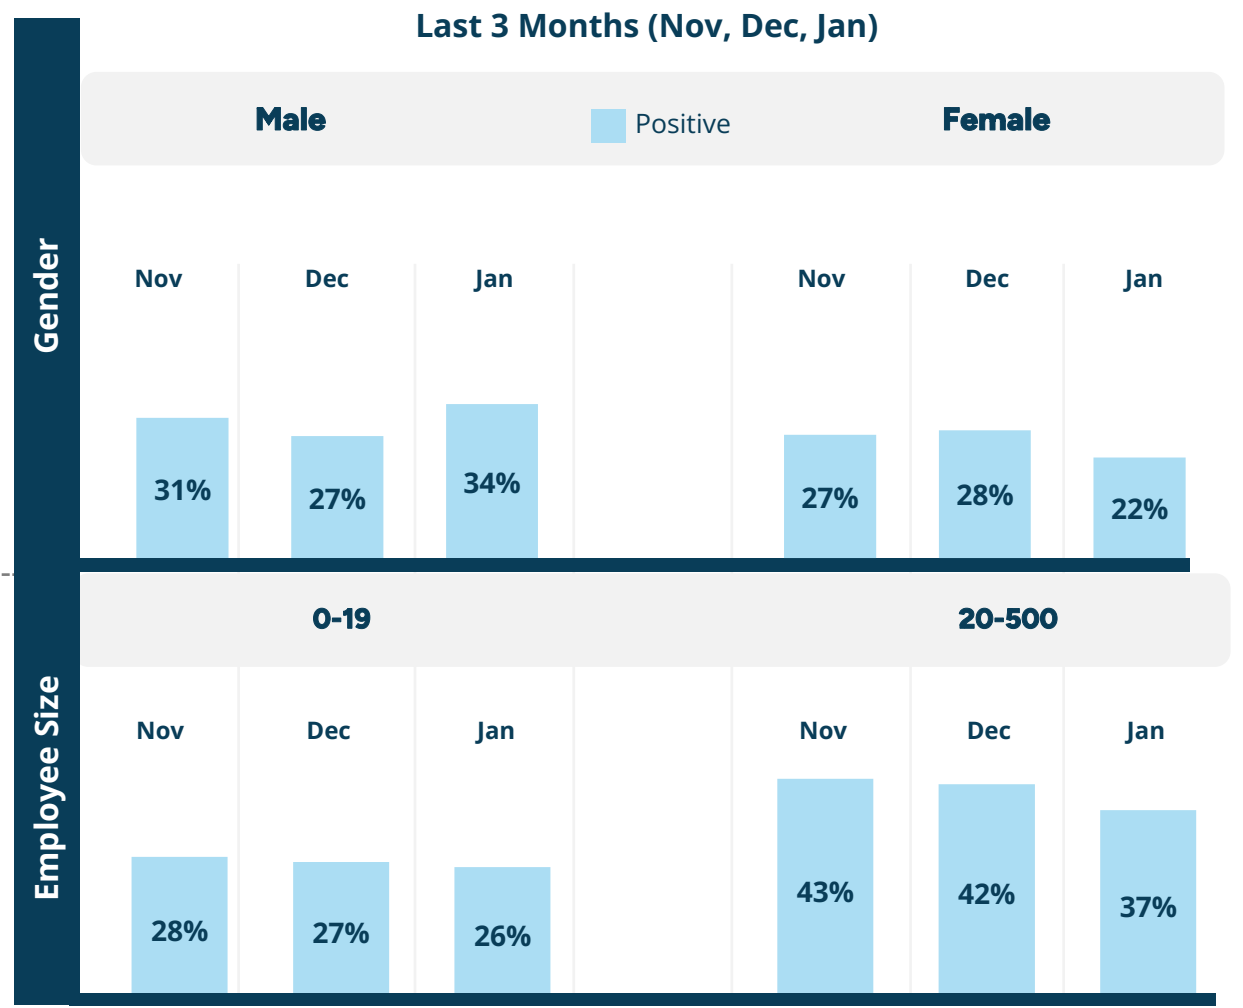 Last 3 Months (Nov, Dec, Jan)
Male
Positive
Female
Gender
Nov Dec Jan Nov Dec Jan
31% 27% 34% 27% 28% 22%
0-19 20-500
Employee Size
Nov Dec Jan Nov Dec Jan
28% 27% 26% 43% 42% 37%